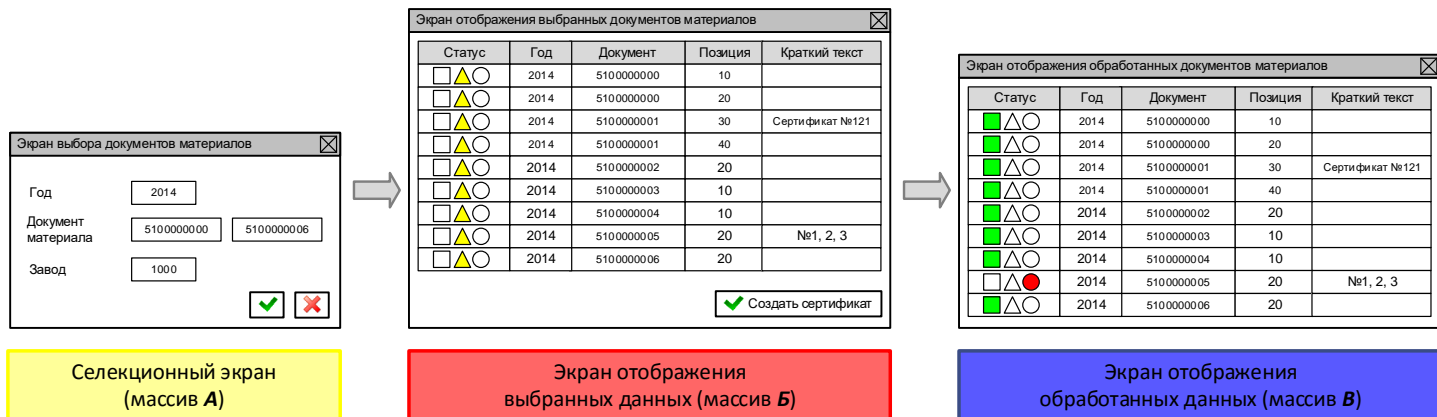 Экран выбора документов материалов
Год 2014
Документ
материала 5100000000 5100000006
Завод 1000
Селекционный экран
(массив А)
Экран отображения выбранных документов материалов
Статус Год Документ Позиция Краткий текст
2014 5100000000 10
2014 5100000000 20
2014 5100000001 30 Сертификат №121
2014 5100000001 40
2014 5100000002 20
2014 5100000003 10
2014 5100000004 10
2014 5100000005 20 №1, 2, 3
2014 5100000006 20
Создать сертификат
Экран отображения
выбранных данных (массив Б)
Экран отображения обработанных документов материалов
Статус Год Документ Позиция Краткий текст
2014 5100000000 10
2014 5100000000 20
2014 5100000001 30 Сертификат №121
2014 5100000001 40
2014 5100000002 20
2014 5100000003 10
2014 5100000004 10
2014 5100000005 20 №1, 2, 3
2014 5100000006 20
Экран отображения
обработанных данных (массив В)